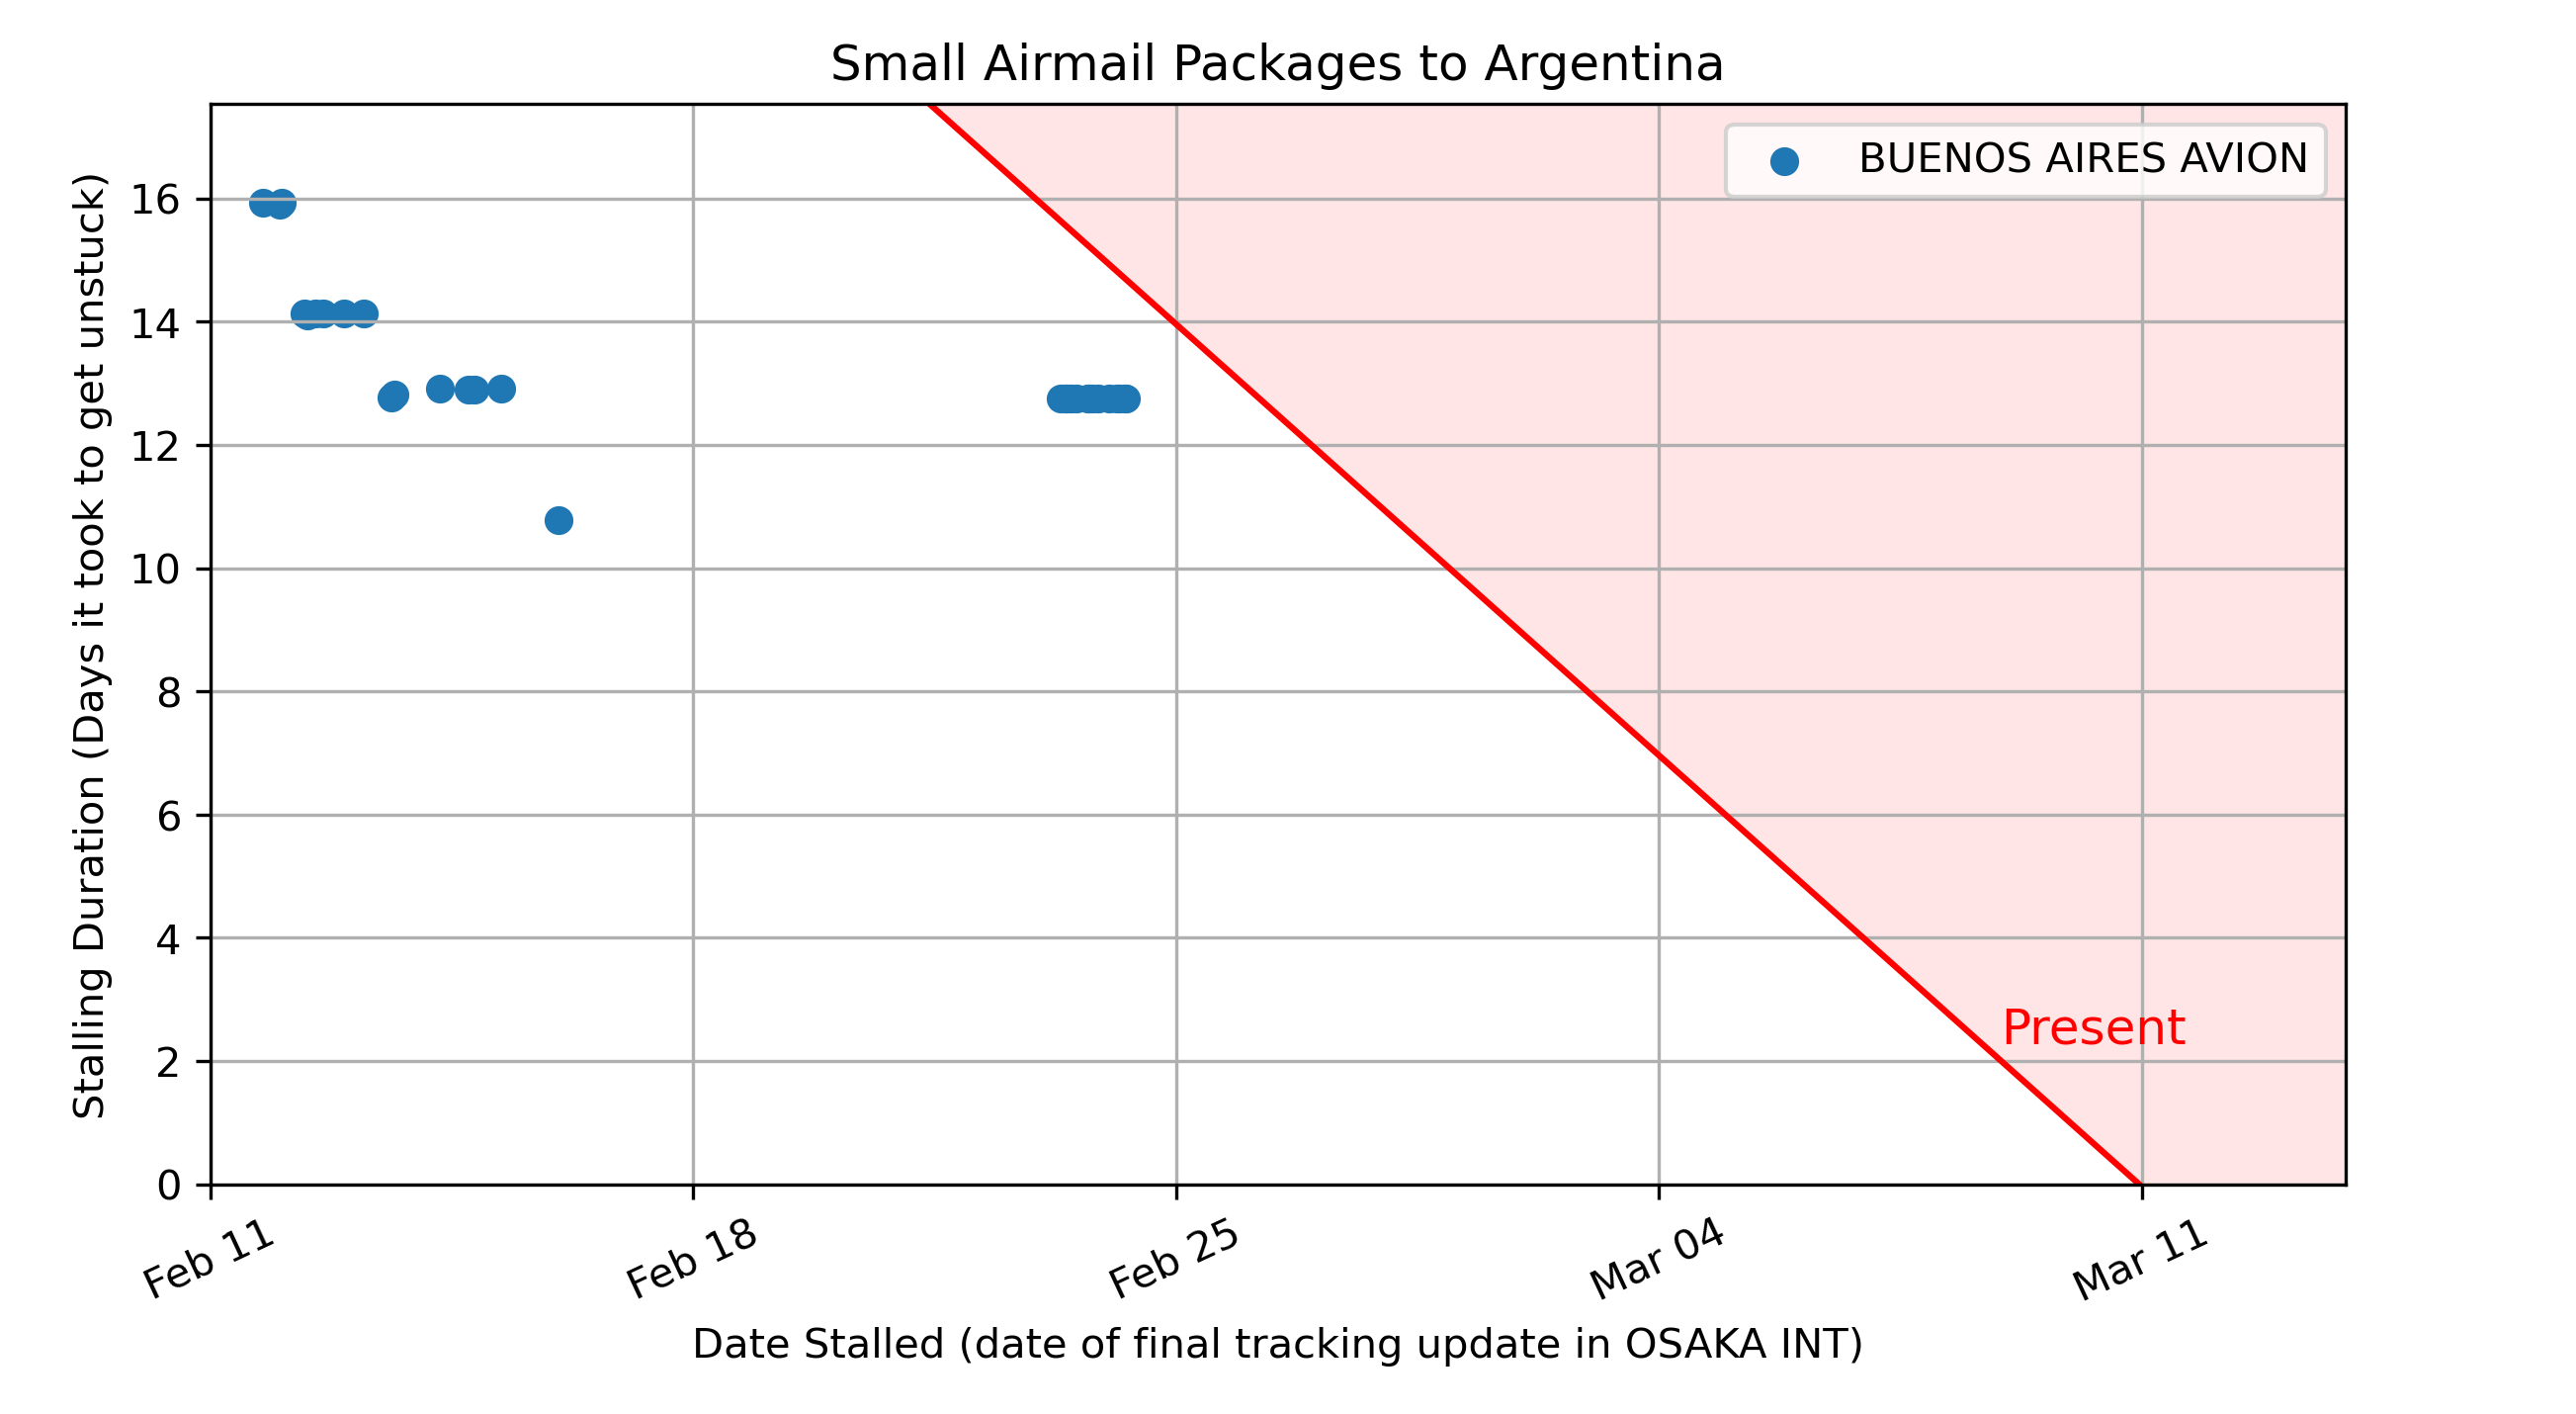 Small Airmail Packages to Argentina
BUENOS AIRES AVION
Stalling Duration (Days it took to get unstuck)
16
14
12
10
8
6
4
2
0
Present
Feb 11
Feb 18
Feb 25
Mar 04
Mar 11
Date Stalled (date of final tracking update in OSAKA INT)